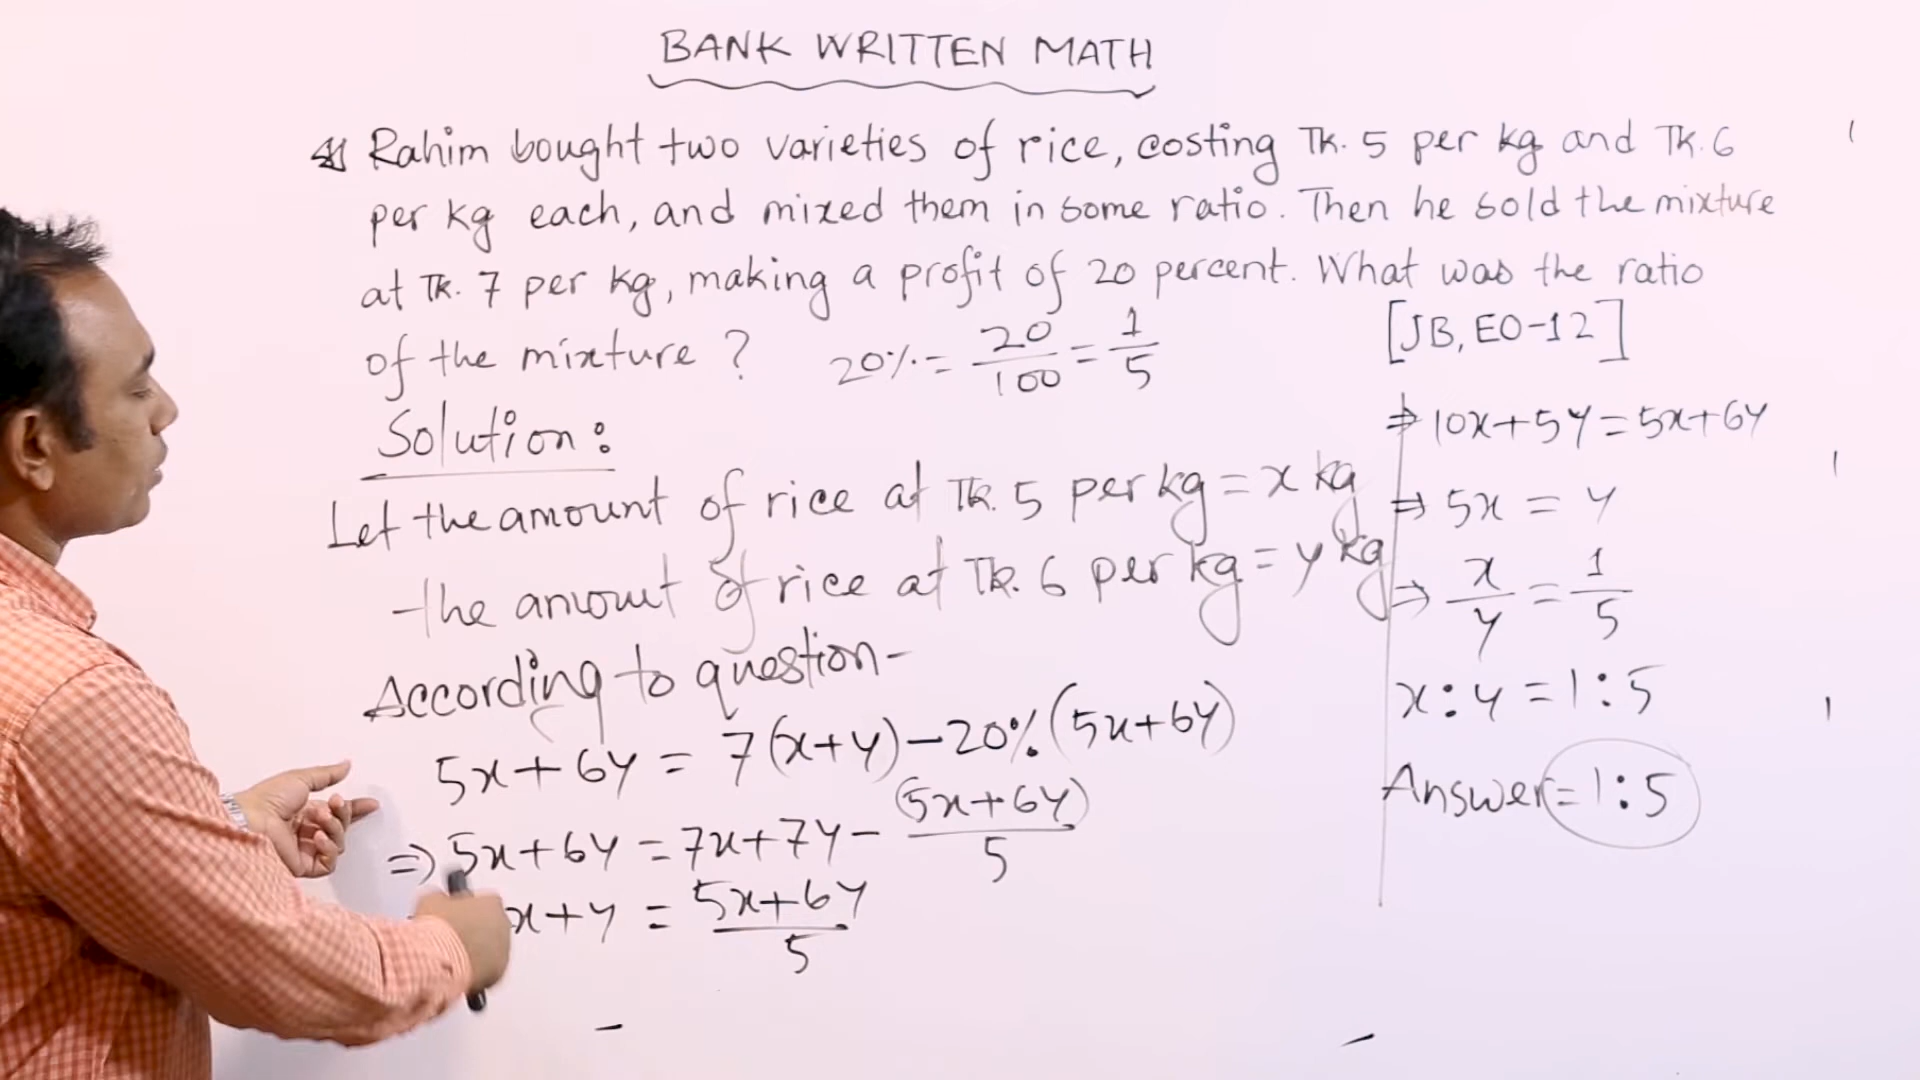 BANK WRITTEN MATH
Rahim bought two varieties of rice, costing Tk. 5 per kg and Tk. 6
per kg each, and mixed them in some ratio. Then he sold the mixture
at Tk. 7 per kg, making a profit of 20 percent. What was the ratio
of the mixture ? 20% = 20/100 = 1/5
[JB, EO-12]
Solution:
Let the amount of rice at Tk. 5 per kg = x kg
the amount of rice at Tk. 6 per kg = y kg
According to question-
5x+6y = 7(x+y) - 20% (5x+6y)
⇒ 5x+6y = 7x+7y - (5x+6y)/5
x+y = 5x+6y/5
⇒ 10x+5y = 5x+6y
⇒ 5x = y
⇒ x/y = 1/5
x:y = 1:5
Answer = 1:5